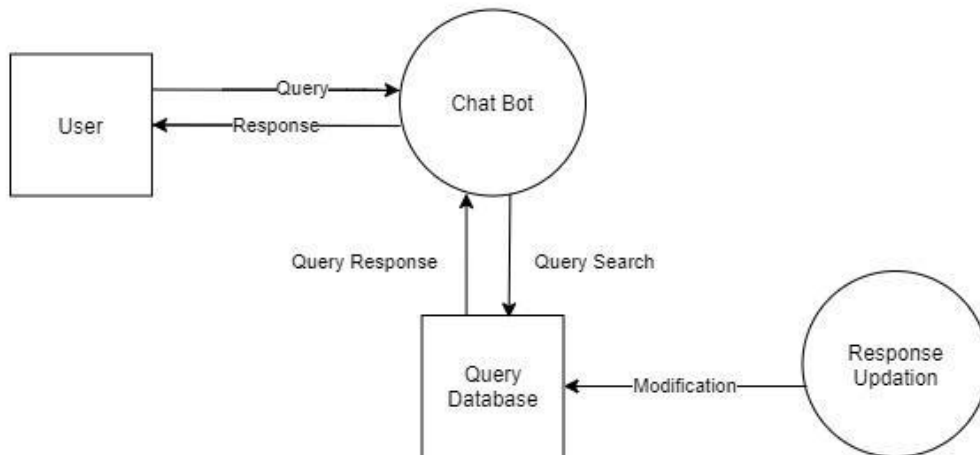 Query
Chat Bot
User
Response
Query Response
Query Search
Response
Updation
Query
Database
Modification